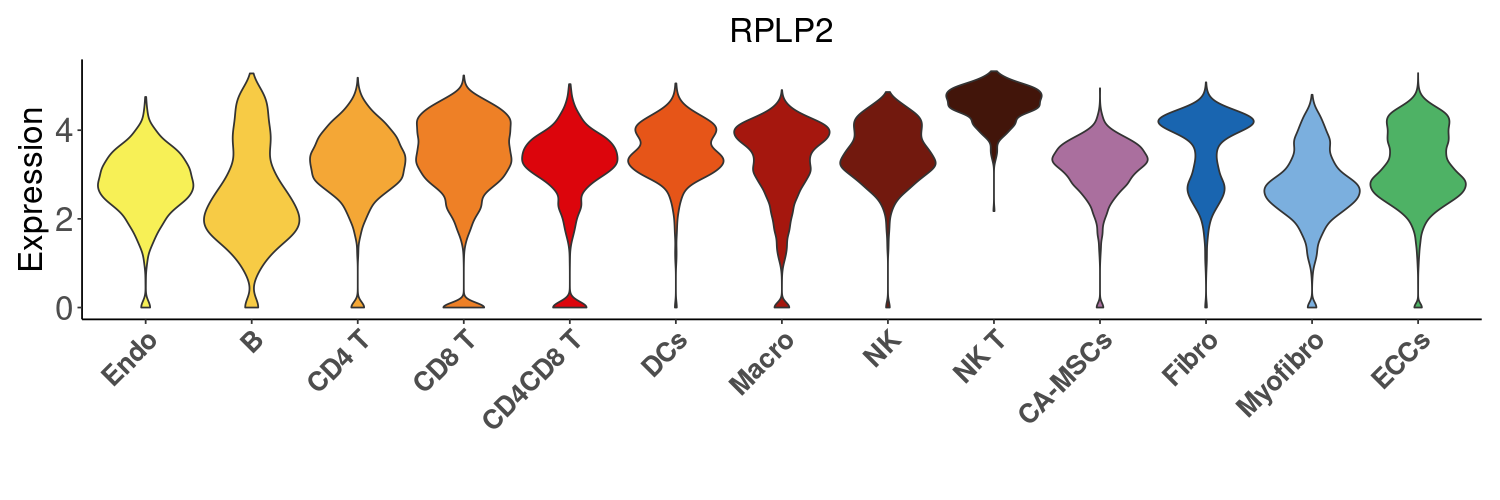 RPLP2
Expression
4
2
0
Endo
B
CD4 T
CD8 T
CD4CD8 T
DCs
Macro
NK
NK T
CA-MSCs
Fibro
Myofibro
ECCs